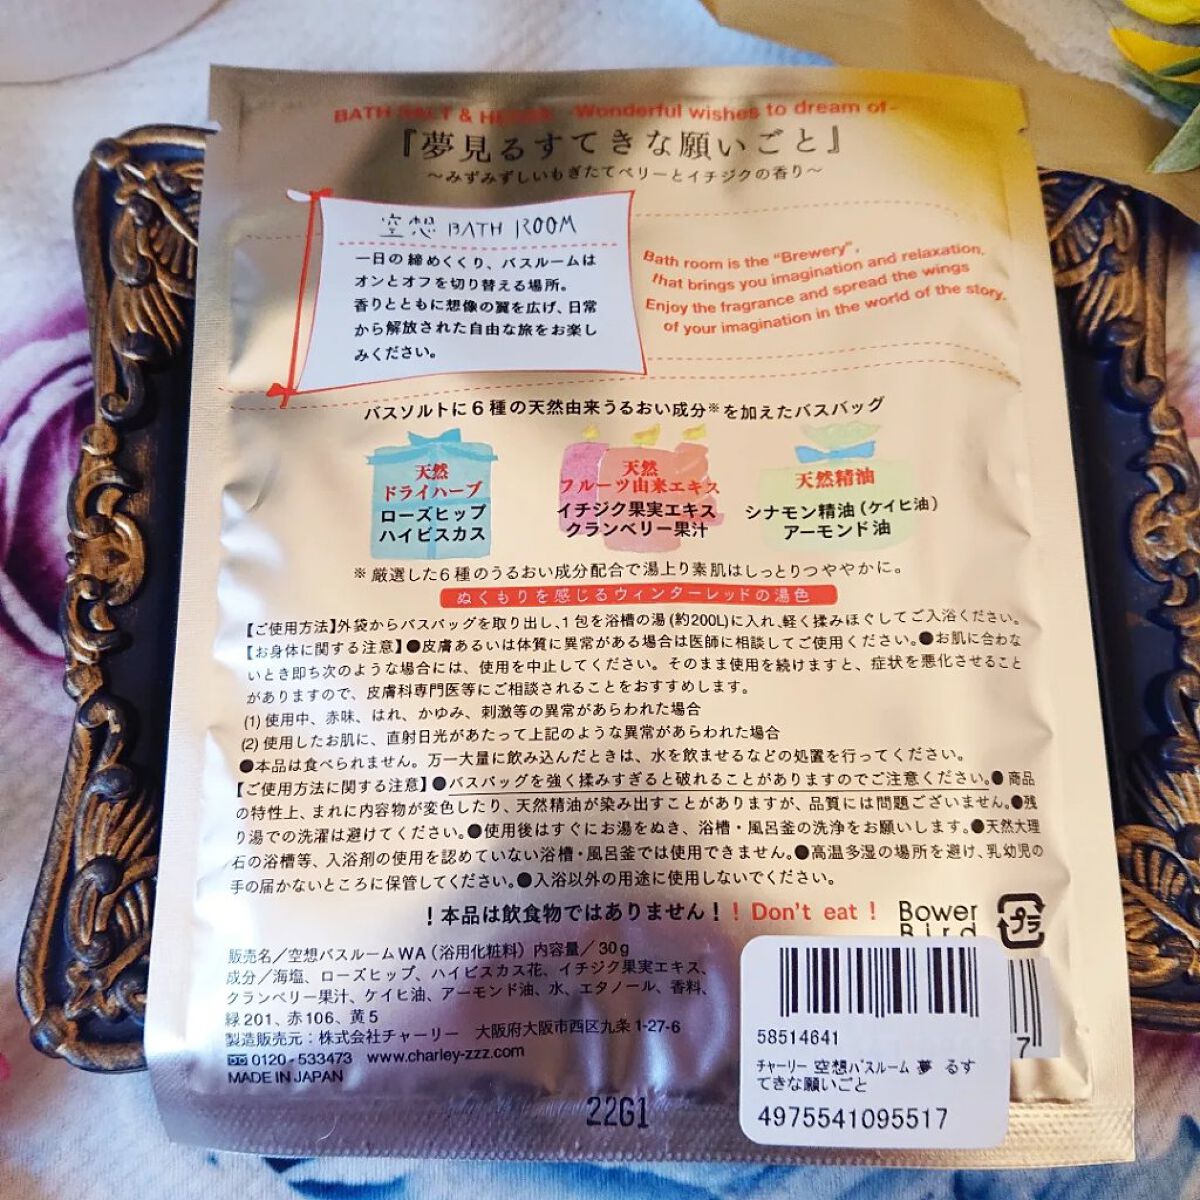 BATH SALT & HERBS -Wonderful wishes to dream of-
『夢見るすてきな願いごと』
〜みずみずしいもぎたてベリーとイチジクの香り〜
空想 BATH ROOM
一日の締めくくり、バスルームは
オンとオフを切り替える場所。
香りとともに想像の翼を広げ、日常
から解放された自由な旅をお楽し
みください。
Bath room is the "Brewery",
that brings you imagination and relaxation.
Enjoy the fragrance and spread the wings
of your imagination in the world of the story.
バスソルトに6種の天然由来うるおい成分※を加えたバスバッグ
天然
ドライハーブ
ローズヒップ
ハイビスカス
天然
フルーツ由来エキス
イチジク果実エキス
クランベリー果汁
天然精油
シナモン精油(ケイヒ油)
アーモンド油
※厳選した6種のうるおい成分配合で湯上り素肌はしっとりつややかに。
ぬくもりを感じるウィンターレッドの湯色
【ご使用方法】外袋からバスバッグを取り出し、1包を浴槽の湯(約200L)に入れ、軽く揉みほぐしてご入浴ください。
【お身体に関する注意】●皮膚あるいは体質に異常がある場合は医師に相談してご使用ください。●お肌に合わな
いとき即ち次のような場合には、使用を中止してください。そのまま使用を続けますと、症状を悪化させること
がありますので、皮膚科専門医等にご相談されることをおすすめします。
(1) 使用中、赤味、はれ、かゆみ、刺激等の異常があらわれた場合
(2) 使用したお肌に、直射日光があたって上記のような異常があらわれた場合
●本品は食べられません。万一大量に飲み込んだときは、水を飲ませるなどの処置を行ってください。
【ご使用方法に関する注意】●バスバッグを強く揉みすぎると破れることがありますのでご注意ください。●商品
の特性上、まれに内容物が変色したり、天然精油が染み出すことがありますが、品質には問題ございません。●残
り湯での洗濯は避けてください。●使用後はすぐにお湯をぬき、浴槽・風呂釜の洗浄をお願いします。●天然大理
石の浴槽等、入浴剤の使用を認めていない浴槽・風呂釜では使用できません。●高温多湿の場所を避け、乳幼児の
手の届かないところに保管してください。●入浴以外の用途に使用しないでください。
!本品は飲食物ではありません!!Don't eat!
Bower
Bird
プラ
販売名/空想バスルームWA(浴用化粧料) 内容量/30g
成分/海塩、ローズヒップ、ハイビスカス花、イチジク果実エキス、
クランベリー果汁、ケイヒ油、アーモンド油、水、エタノール、香料、
緑201、赤106、黄5
製造販売元:株式会社チャーリー 大阪府大阪市西区九条1-27-6
0120-533473 www.charley-zzz.com
MADE IN JAPAN
22G1
7
58514641
チャーリー 空想バスルーム 夢 るす
てきな願いごと
4975541095517